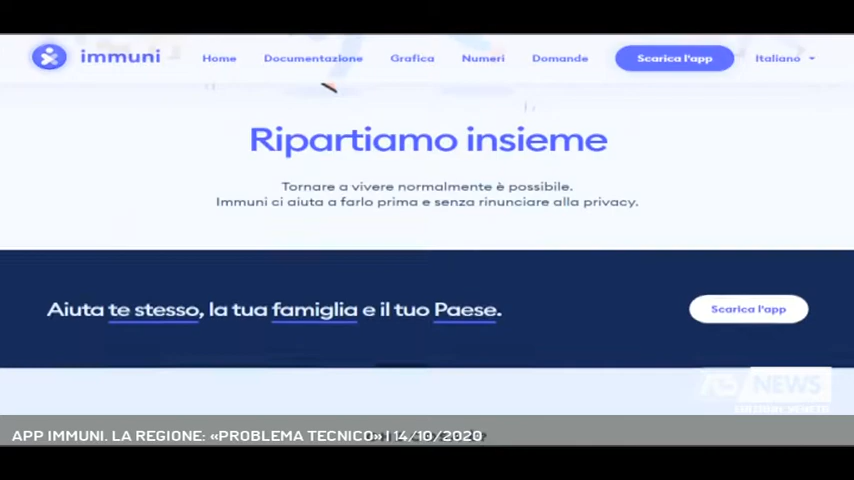 immuni
Home Documentazione Grafica Numeri Domande Scarica l'app Italiano
Ripartiamo insieme
Tornare a vivere normalmente è possibile.
Immuni ci aiuta a farlo prima e senza rinunciare alla privacy.
Aiuta te stesso, la tua famiglia e il tuo Paese.
Scarica l'app
NEWS
APP IMMUNI. LA REGIONE: «PROBLEMA TECNICO» | 14/10/2020